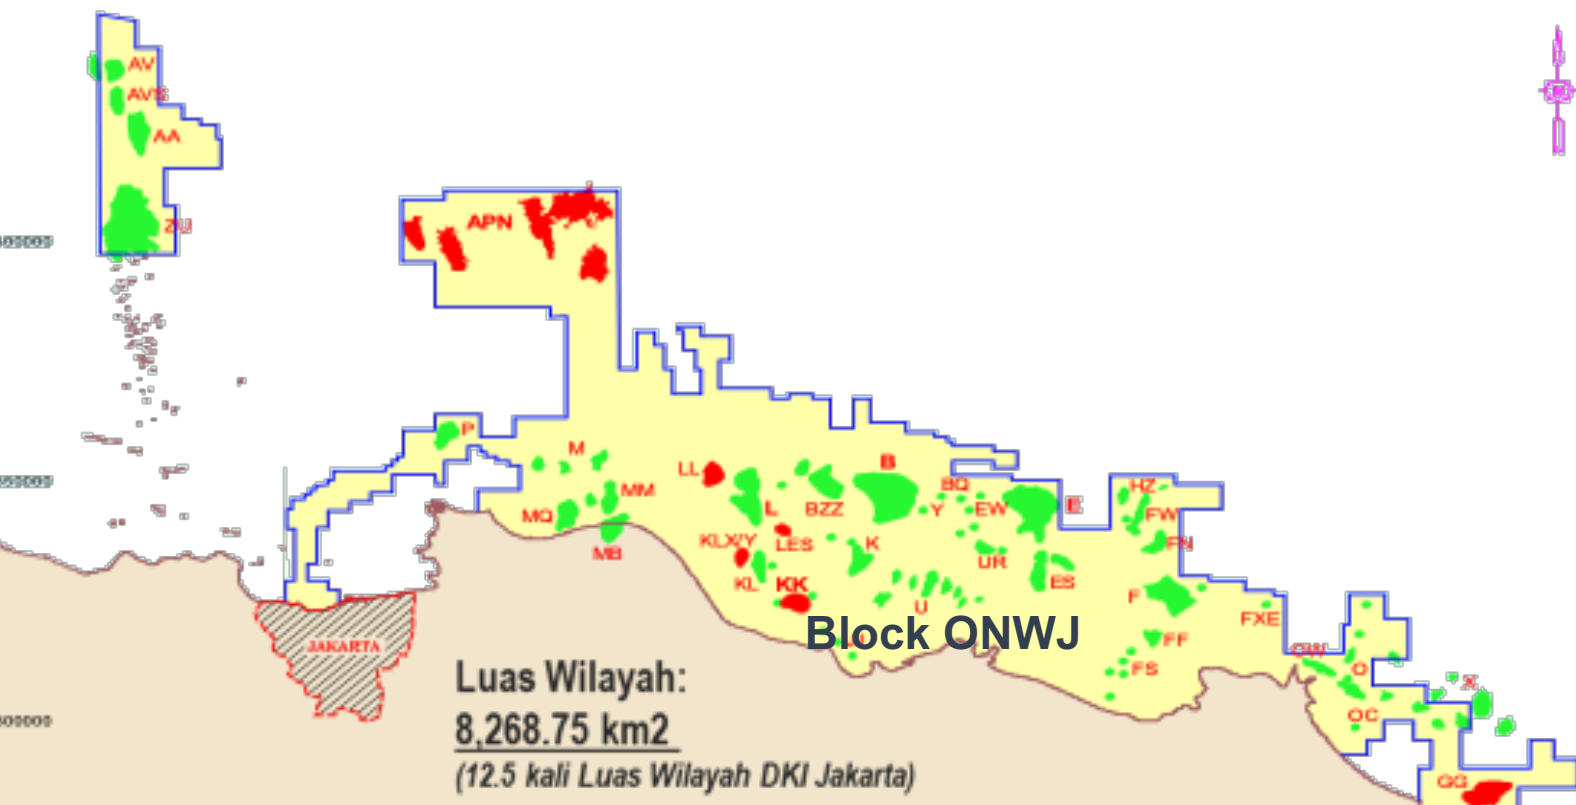 AV
AVS
AA
ZU
APN
P
M
MM
MQ
MB
LL
L
BZZ
B
BQ
Y
EW
E
HZ
FW
FN
KLX/Y
LES
K
UR
ES
KL
KK
U
F
FXE
FF
FS
OW
O
X
OC
GG
Block ONWJ
JAKARTA
Luas Wilayah:
8,268.75 km2
(12.5 kali Luas Wilayah DKI Jakarta)